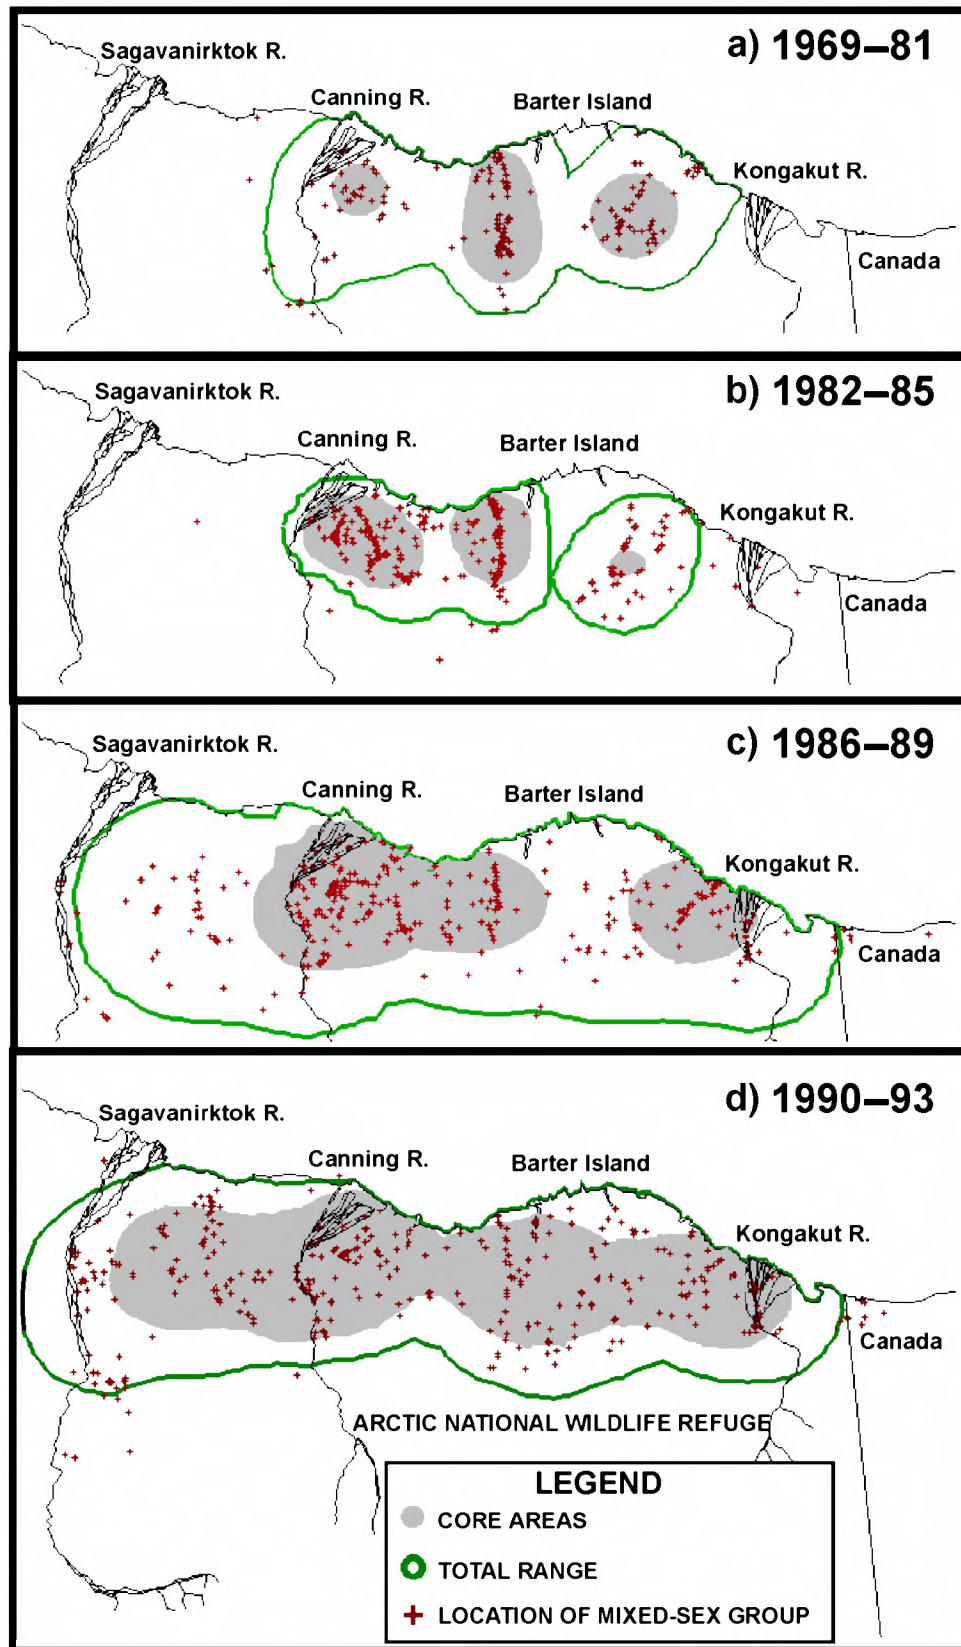 a) 1969–81
Sagavanirktok R.
Canning R.
Barter Island
Kongakut R.
Canada
b) 1982–85
Sagavanirktok R.
Canning R.
Barter Island
Kongakut R.
Canada
c) 1986–89
Sagavanirktok R.
Canning R.
Barter Island
Kongakut R.
Canada
d) 1990–93
Sagavanirktok R.
Canning R.
Barter Island
Kongakut R.
Canada
ARCTIC NATIONAL WILDLIFE REFUGE
LEGEND
CORE AREAS
TOTAL RANGE
LOCATION OF MIXED-SEX GROUP